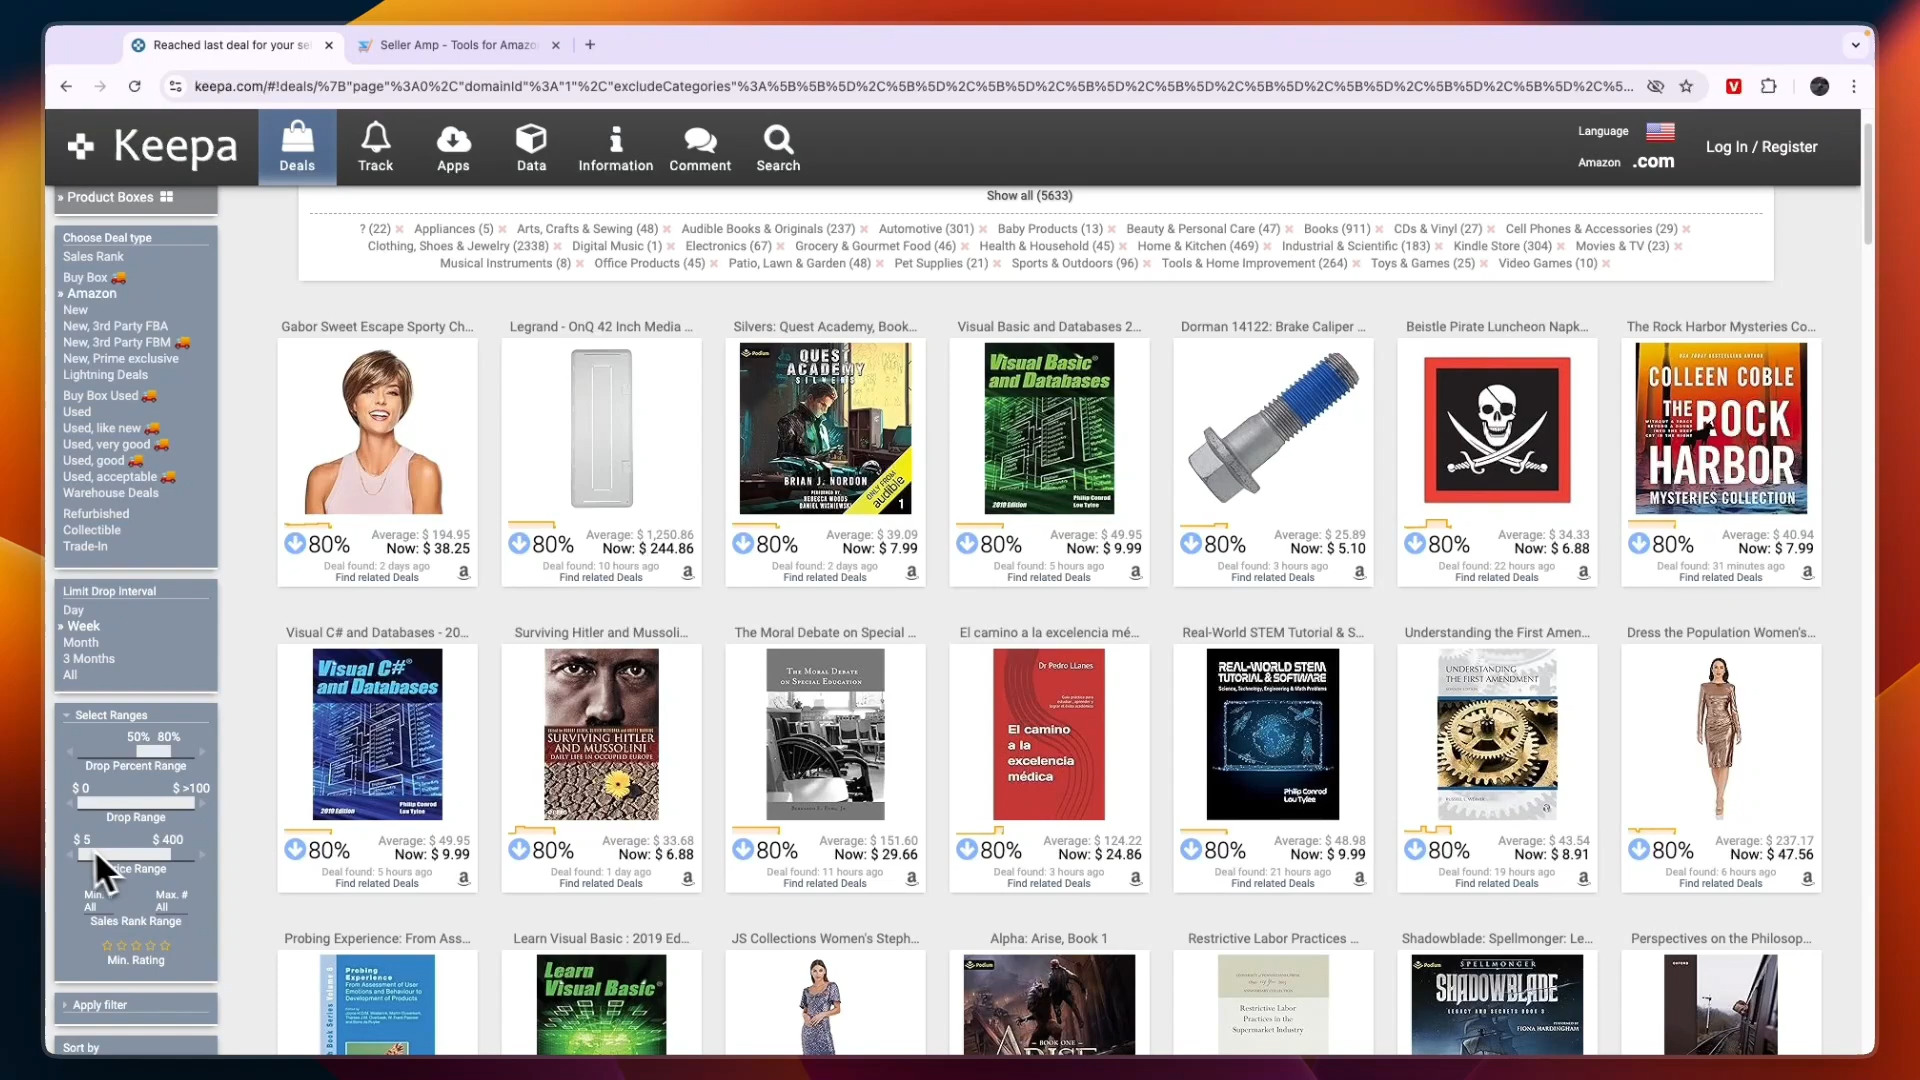 Reached last deal for your se
Seller Amp - Tools for Amazo
keepa.com/#!deals/%7B"page"%3A0%2C"domainId"%3A"1"%2C"excludeCategories"%3A%5B%5B%5D%2C%5B%5D%2C%5B%5D%2C%5B%5D%2C%5B%5D%2C%5B%5D%2C%5B%5D%2C%5B%5D%2C%5...
Keepa
Deals
Track
Apps
Data
Information
Comment
Search
Language
Amazon .com
Log In / Register
» Product Boxes
Choose Deal type
Sales Rank
Buy Box
» Amazon
New
New, 3rd Party FBA
New, 3rd Party FBM
New, Prime exclusive
Lightning Deals
Buy Box Used
Used
Used, like new
Used, very good
Used, good
Used, acceptable
Warehouse Deals
Refurbished
Collectible
Trade-In
Limit Drop Interval
Day
» Week
Month
3 Months
All
Select Ranges
50% 80%
Drop Percent Range
$ 0 $ >100
Drop Range
$ 5 $ 400
ice Range
Min. Max. #
All All
Sales Rank Range
Min. Rating
Apply filter
Sort by
Show all (5633)
? (22) Appliances (5) Arts, Crafts & Sewing (48) Audible Books & Originals (237) Automotive (301) Baby Products (13) Beauty & Personal Care (47) Books (911) CDs & Vinyl (27) Cell Phones & Accessories (29)
Clothing, Shoes & Jewelry (2338) Digital Music (1) Electronics (67) Grocery & Gourmet Food (46) Health & Household (45) Home & Kitchen (469) Industrial & Scientific (183) Kindle Store (304) Movies & TV (23)
Musical Instruments (8) Office Products (45) Patio, Lawn & Garden (48) Pet Supplies (21) Sports & Outdoors (96) Tools & Home Improvement (264) Toys & Games (25) Video Games (10)
Gabor Sweet Escape Sporty Ch...
80%
Average: $ 194.95
Now: $ 38.25
Deal found: 2 days ago
Find related Deals
Legrand - OnQ 42 Inch Media ...
80%
Average: $ 1,250.86
Now: $ 244.86
Deal found: 10 hours ago
Find related Deals
Silvers: Quest Academy, Book...
Podium
QUEST
ACADEMY
SILVERS
BRIAN J. NORDON
PERFORMED BY
REBECCA WOODS
ONLY FROM
audible
1
80%
Average: $ 39.09
Now: $ 7.99
Deal found: 2 days ago
Find related Deals
Visual Basic and Databases 2...
Visual Basic®
and Databases
2019 Edition
Philip Conrod
Lou Tylee
80%
Average: $ 49.95
Now: $ 9.99
Deal found: 5 hours ago
Find related Deals
Dorman 14122: Brake Caliper ...
80%
Average: $ 25.89
Now: $ 5.10
Deal found: 3 hours ago
Find related Deals
Beistle Pirate Luncheon Napk...
80%
Average: $ 34.33
Now: $ 6.88
Deal found: 22 hours ago
Find related Deals
The Rock Harbor Mysteries Co...
COLLEEN COBLE
THE ROCK
HARBOR
MYSTERIES COLLECTION
80%
Average: $ 40.94
Now: $ 7.99
Deal found: 31 minutes ago
Find related Deals
Visual C# and Databases - 20...
Visual C#®
and Databases
2019 Edition
Philip Conrod
Lou Tylee
80%
Average: $ 49.95
Now: $ 9.99
Deal found: 5 hours ago
Find related Deals
Surviving Hitler and Mussoli...
SURVIVING HITLER
AND MUSSOLINI
DAILY LIFE IN OCCUPIED EUROPE
80%
Average: $ 33.68
Now: $ 6.88
Deal found: 1 day ago
Find related Deals
The Moral Debate on Special ...
THE MORAL DEBATE
ON SPECIAL EDUCATION
80%
Average: $ 151.60
Now: $ 29.66
Deal found: 11 hours ago
Find related Deals
El camino a la excelencia mé...
Dr Pedro LLanes
El camino
a la
excelencia
médica
80%
Average: $ 124.22
Now: $ 24.86
Deal found: 3 hours ago
Find related Deals
Real-World STEM Tutorial & S...
REAL-WORLD STEM
TUTORIAL & SOFTWARE
Science, Technology, Engineering & Math Problems
Philip Conrod
Lou Tylee
80%
Average: $ 48.98
Now: $ 9.99
Deal found: 21 hours ago
Find related Deals
Understanding the First Amen...
UNDERSTANDING
THE FIRST AMENDMENT
80%
Average: $ 43.54
Now: $ 8.91
Deal found: 19 hours ago
Find related Deals
Dress the Population Women's...
80%
Average: $ 237.17
Now: $ 47.56
Deal found: 6 hours ago
Find related Deals
Probing Experience: From Ass...
Probing
Experience
From Assessment of User
Emotions and Behaviour to
Development of Products
Learn Visual Basic : 2019 Ed...
Learn
Visual Basic®
JS Collections Women's Steph...
Alpha: Arise, Book 1
Podium
BOOK ONE
ARISE
Restrictive Labor Practices ...
Restrictive Labor
Practices in the
Supermarket Industry
Shadowblade: Spellmonger: Le...
Podium
SPELLMONGER
SHADOWBLADE
LEGACY AND SECRETS BOOK 3
FIONA HARDINGHAM
Perspectives on the Philosop...